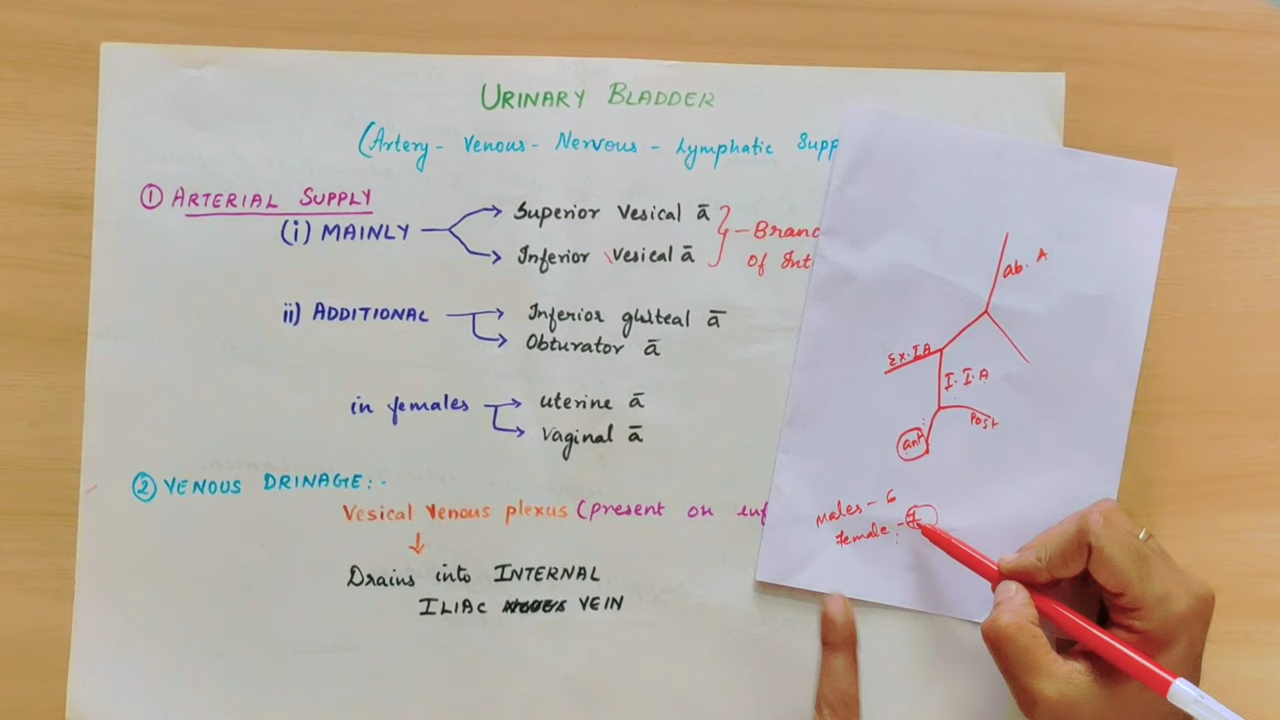 URINARY BLADDER
(Artery - Venous - Nervous - Lymphatic Supp
① ARTERIAL SUPPLY
(i) MAINLY
Superior Vesical ā
Inferior Vesical ā
- Branc
of Int
ii) ADDITIONAL
Inferior gluteal ā
Obturator ā
in females
Uterine ā
Vaginal ā
② VENOUS DRINAGE:-
Vesical Venous plexus (present on inf
Drains into INTERNAL
ILIAC VEIN
ab. A
Ex.I.A
I.I.A
Post
ant
Males - 6
Female - 7